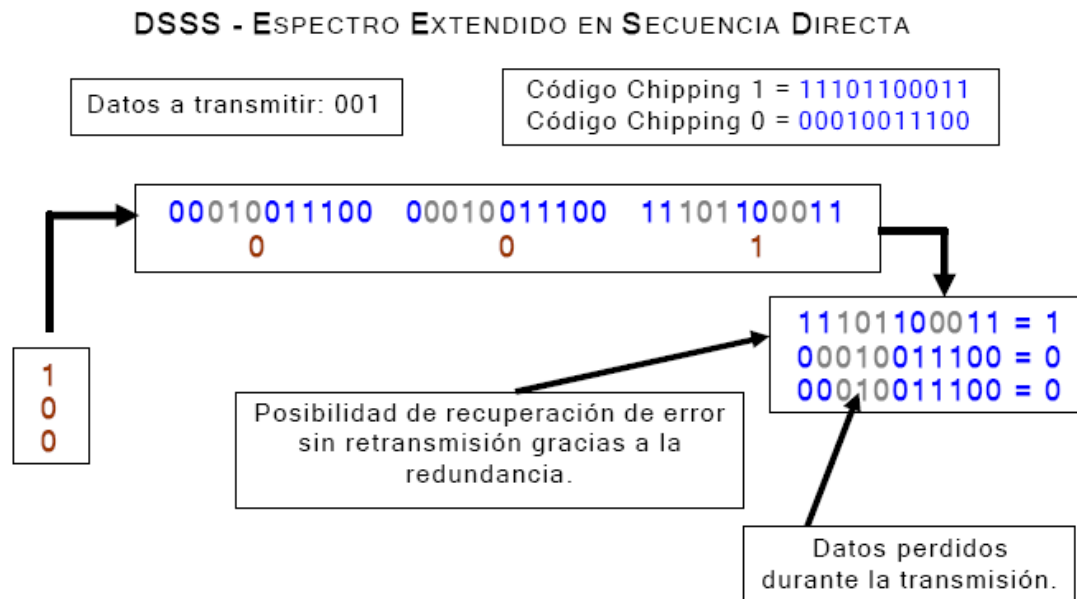 DSSS - ESPECTRO EXTENDIDO EN SECUENCIA DIRECTA
Datos a transmitir: 001
Código Chipping 1 = 11101100011
Código Chipping 0 = 00010011100
00010011100 00010011100 11101100011
0 0 1
1
0
0
11101100011 = 1
00010011100 = 0
00010011100 = 0
Posibilidad de recuperación de error
sin retransmisión gracias a la
redundancia.
Datos perdidos
durante la transmisión.